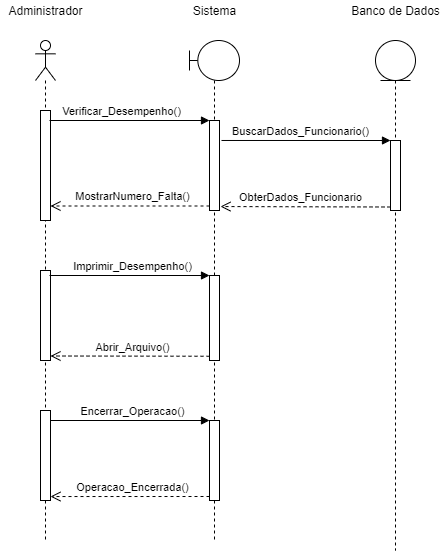 Administrador
Sistema
Banco de Dados
Verificar_Desempenho()
BuscarDados_Funcionario()
MostrarNumero_Falta()
ObterDados_Funcionario
Imprimir_Desempenho()
Abrir_Arquivo()
Encerrar_Operacao()
Operacao_Encerrada()